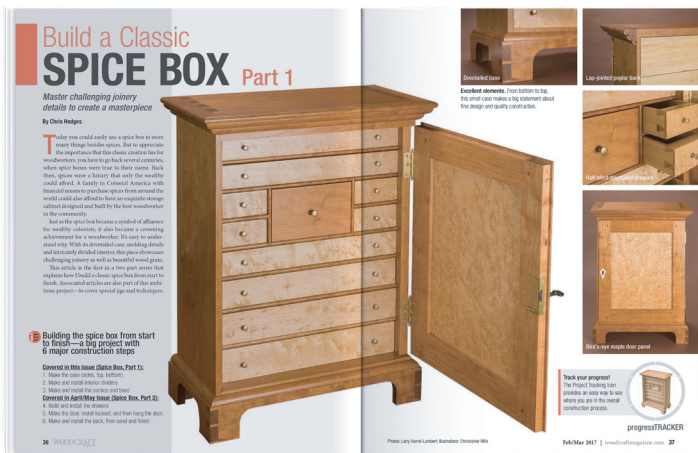 Build a Classic
SPICE BOX Part 1
Master challenging joinery
details to create a masterpiece
By Chris Hedges
Today you could easily use a spice box to store
many things besides spices. But to appreciate
the importance that this classic creation has for
woodworkers, you have to go back several centuries,
when spice boxes were true to their name. Back
then, spices were a luxury that only the wealthy
could afford. A family in Colonial America with
financial means to purchase spices from around the
world could also afford to have an exquisite storage
cabinet designed and built by the best woodworker
in the community.
Just as the spice box became a symbol of affluence
for wealthy colonists, it also became a crowning
achievement for a woodworker. It's easy to under-
stand why. With its dovetailed case, molding details
and intricately divided interior, this piece showcases
challenging joinery as well as beautiful wood grain.
This article is the first in a two-part series that
explains how I build a classic spice box from start to
finish. Associated articles are also part of this ambi-
tious project—to cover special jigs and techniques.
Building the spice box from start
to finish—a big project with
6 major construction steps
Covered in this issue (Spice Box, Part 1):
1. Make the case (sides, top, bottom)
2. Make and install interior dividers
3. Make and install the cornice and base
Covered in April/May Issue (Spice Box, Part 2):
4. Build and install the drawers
5. Make the door, install lockset, and then hang the door
6. Make and install the back, then sand and finish
36 WOODCRAFT
Dovetailed base
Excellent elements. From bottom to top,
this small case makes a big statement about
fine design and quality construction.
Lap-jointed poplar back
Half-blind dovetailed drawers
Bird's-eye maple door panel
Track your progress!
The Project Tracking Icon
provides an easy way to see
where you are in the overall
construction process.
progressTRACKER
Photos: Larry Hamel-Lambert; Illustrations: Christopher Mills
Feb/Mar 2017 | woodcraftmagazine.com 37